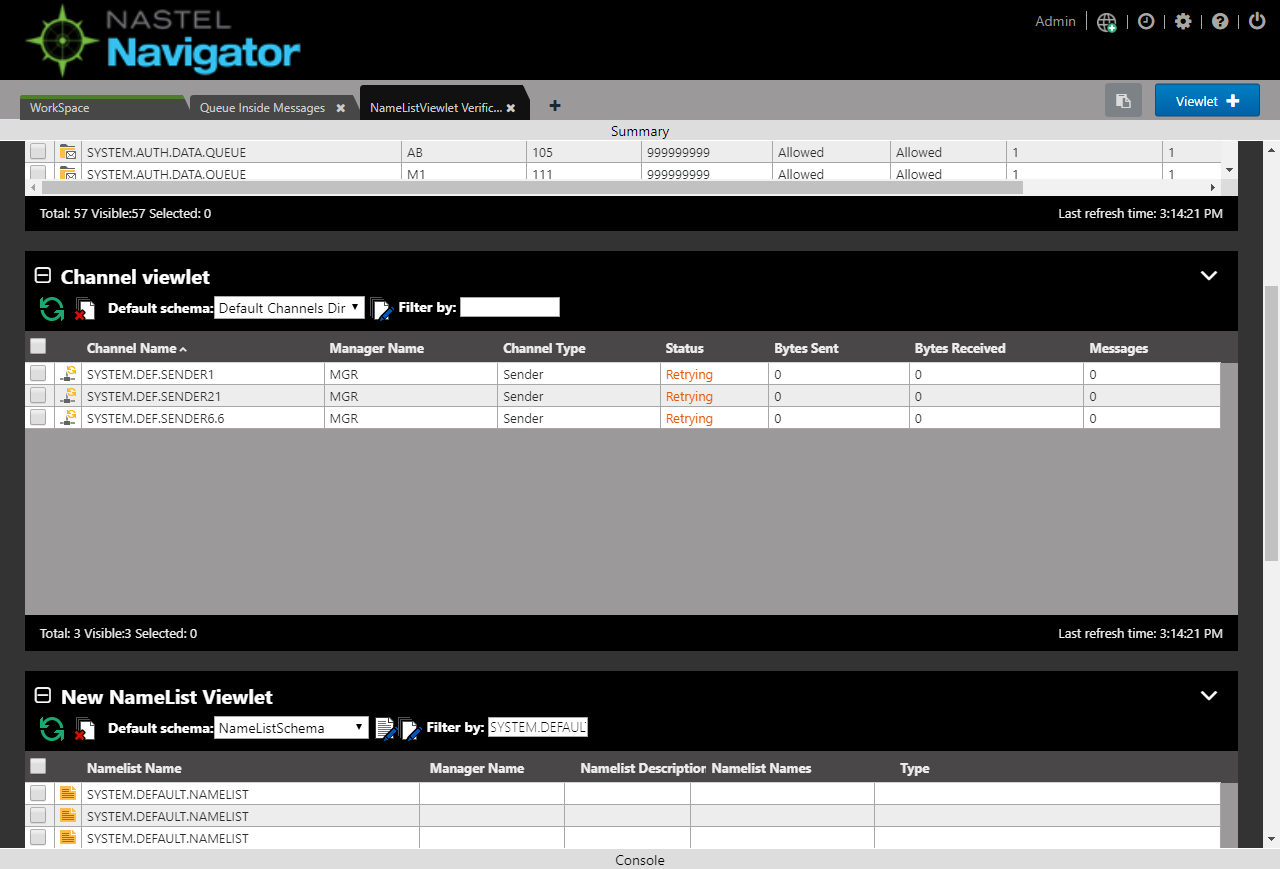 NASTEL
Navigator
Admin
WorkSpace
Queue Inside Messages
NameListViewlet Verific...
Viewlet
Summary
SYSTEM.AUTH.DATA.QUEUE AB 105 999999999 Allowed Allowed 1 1
SYSTEM.AUTH.DATA.QUEUE M1 111 999999999 Allowed Allowed 1 1
Total: 57 Visible:57 Selected: 0 Last refresh time: 3:14:21 PM
Channel viewlet
Default schema: Default Channels Dir Filter by:
Channel Name Manager Name Channel Type Status Bytes Sent Bytes Received Messages
SYSTEM.DEF.SENDER1 MGR Sender Retrying 0 0 0
SYSTEM.DEF.SENDER21 MGR Sender Retrying 0 0 0
SYSTEM.DEF.SENDER6.6 MGR Sender Retrying 0 0 0
Total: 3 Visible:3 Selected: 0 Last refresh time: 3:14:21 PM
New NameList Viewlet
Default schema: NameListSchema Filter by: SYSTEM.DEFAUL
Namelist Name Manager Name Namelist Description Namelist Names Type
SYSTEM.DEFAULT.NAMELIST
SYSTEM.DEFAULT.NAMELIST
SYSTEM.DEFAULT.NAMELIST
Console